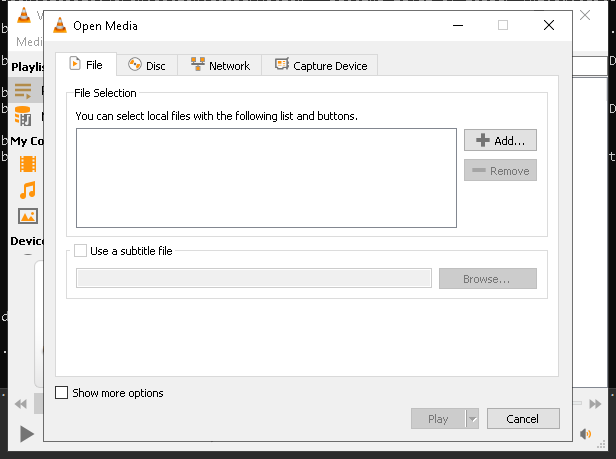 Open Media
Medi
File
Disc
Network
Capture Device
Playlis
File Selection
You can select local files with the following list and buttons.
Add...
Remove
My Co
Device
Use a subtitle file
Browse...
Show more options
Play
Cancel